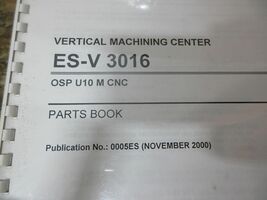 VERTICAL MACHINING CENTER
ES-V 3016
OSP U10 M CNC
PARTS BOOK
Publication No.: 0005ES (NOVEMBER 2000)